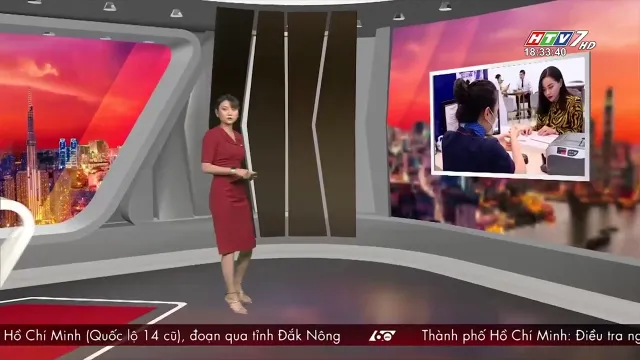 HTV7 HD
18:33:40
Hồ Chí Minh (Quốc lộ 14 cũ), đoạn qua tỉnh Đắk Nông 60 Thành phố Hồ Chí Minh: Điều tra ng